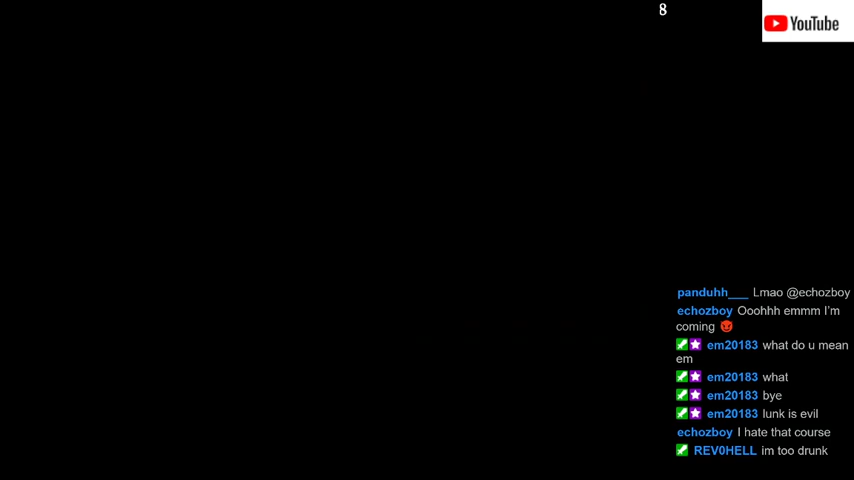 8
YouTube
panduhh___ Lmao @echozboy
echozboy Ooohhh emmm I'm
coming
em20183 what do u mean
em
em20183 what
em20183 bye
em20183 lunk is evil
echozboy I hate that course
REV0HELL im too drunk